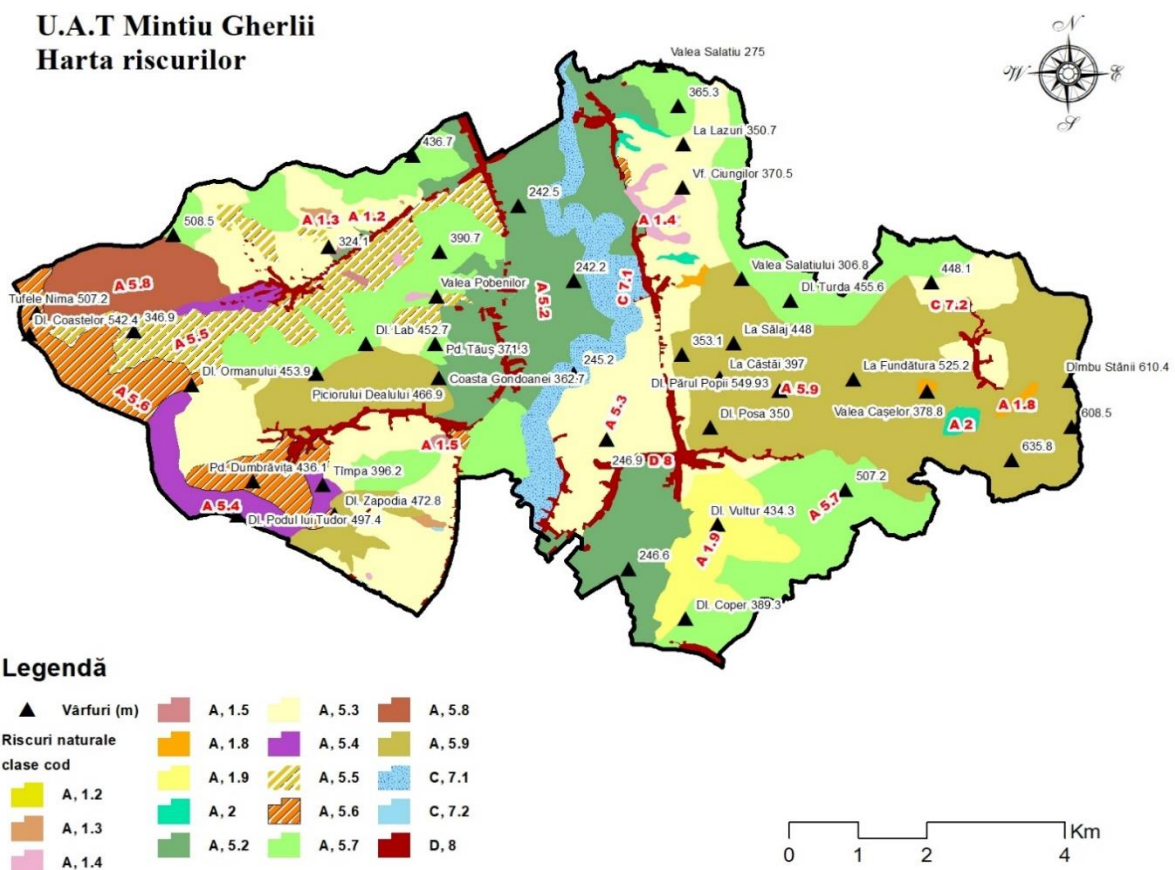 U.A.T Mintiu Gherlii
Harta riscurilor
N
W
E
S
Valea Salatiu 275
365.3
436.7
La Lazuri 350.7
Vf. Ciungilor 370.5
242.5
508.5
A 1.3
A 1.2
324.1
A 1.4
390.7
A 5.8
242.2
C 7.1
Valea Salatiului 306.8
448.1
Valea Pobenilor
A 5.2
Dl. Turda 455.6
C 7.2
Tufele Nima 507.2
Dl. Coastelor 542.4
346.9
A 5.5
Dl. Lab 452.7
La Sălaj 448
Pd. Tăuș 371.3
353.1
La Căstăi 397
La Fundătura 525.2
Dîmbu Stânii 610.4
Dl. Ormanului 453.9
Coasta Gondoanei 362.7
245.2
Dl. Părul Popii 549.93
A 5.9
A 5.6
Piciorului Dealului 466.9
Valea Cașelor 378.8
A 1.8
A 5.3
Dl. Posa 350
A 2
608.5
A 1.5
246.9
D 8
635.8
Pd. Dumbrăvița 436.1
Tîmpa 396.2
507.2
A 5.4
Dl. Zapodia 472.8
A 5.7
Dl. Podul lui Tudor 497.4
Dl. Vultur 434.3
A 1.9
246.6
Dl. Coper 389.3
Legendă
Vârfuri (m)
Riscuri naturale
clase cod
A, 1.2
A, 1.3
A, 1.4
A, 1.5
A, 1.8
A, 1.9
A, 2
A, 5.2
A, 5.3
A, 5.4
A, 5.5
A, 5.6
A, 5.7
A, 5.8
A, 5.9
C, 7.1
C, 7.2
D, 8
Km
0 1 2 4